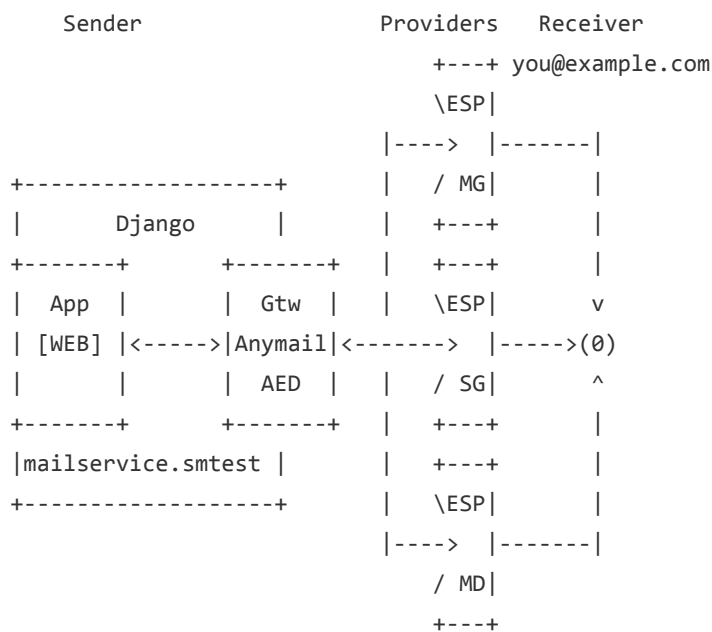 Sender Providers Receiver
+---+ you@example.com
\ESP|
|----> |-------|
+-------------------+ | / MG| |
| Django | | +---+ |
+-------+ +-------+ | +---+ |
| App | | Gtw | | \ESP| v
| [WEB] |<----->|Anymail|<-------> |----->(0)
| | | AED | | / SG| ^
+-------+ +-------+ | +---+ |
|mailservice.smtest | | +---+ |
+-------------------+ | \ESP| |
|----> |-------|
/ MD|
+---+